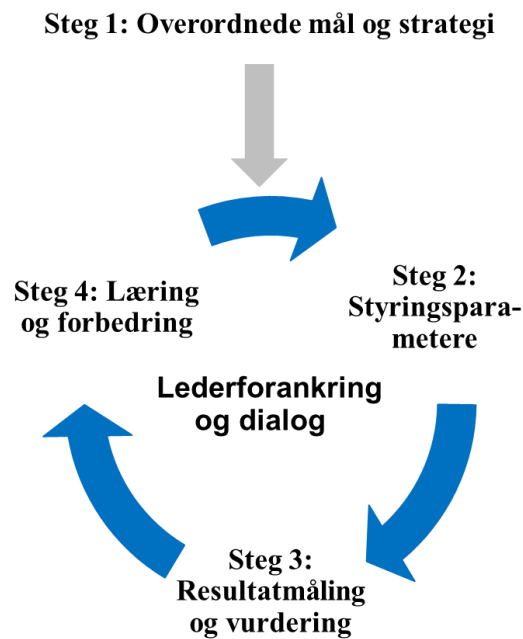 Steg 1: Overordnede mål og strategi
Steg 2:
Styringspara-
metere
Steg 4: Læring
og forbedring
Lederforankring
og dialog
Steg 3:
Resultatmåling
og vurdering